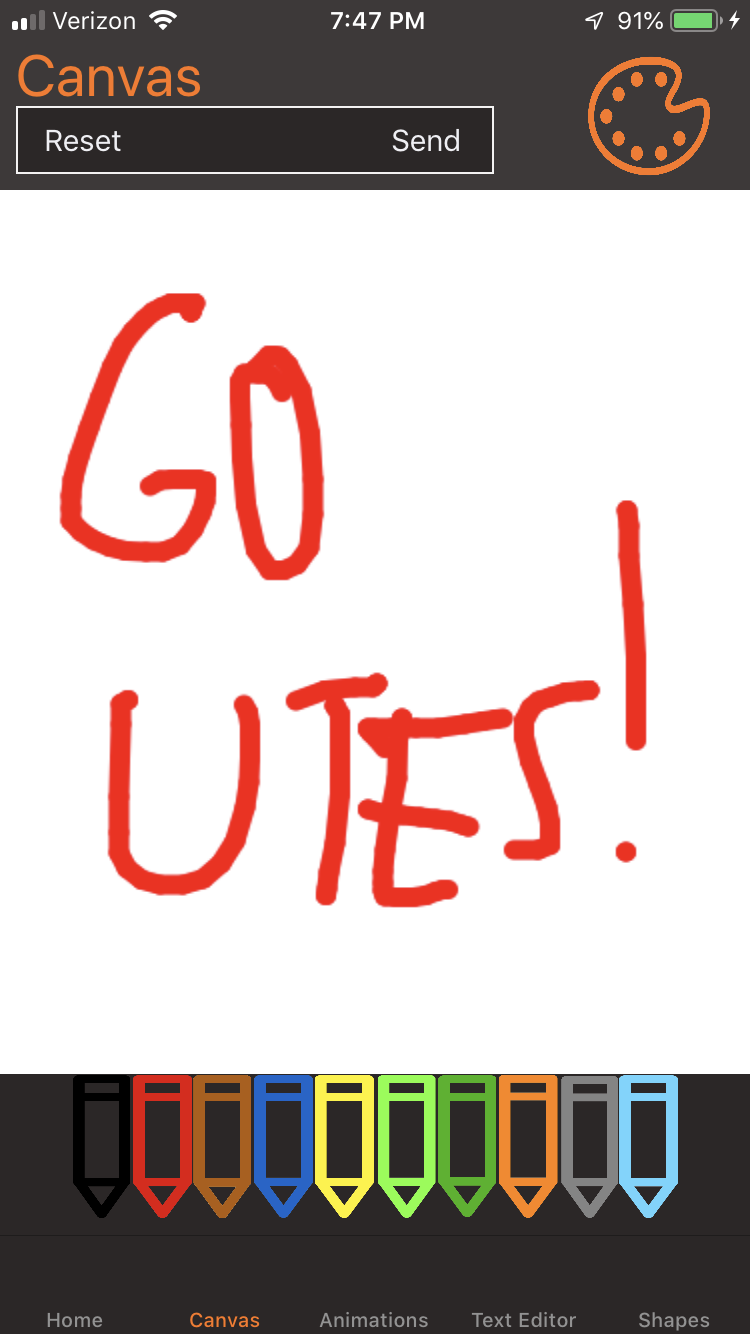 Verizon 7:47 PM 91%
Canvas
Reset Send
GO
UTES!
Home Canvas Animations Text Editor Shapes